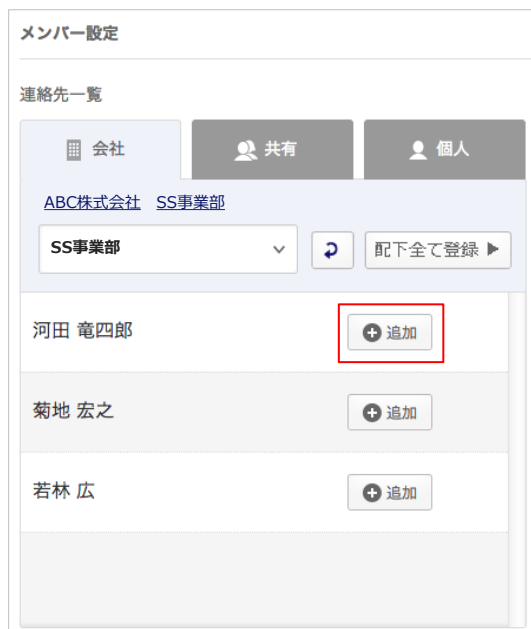 メンバー設定
連絡先一覧
会社 共有 個人
ABC株式会社 SS事業部
SS事業部 配下全て登録
河田 竜四郎 追加
菊地 宏之 追加
若林 広 追加